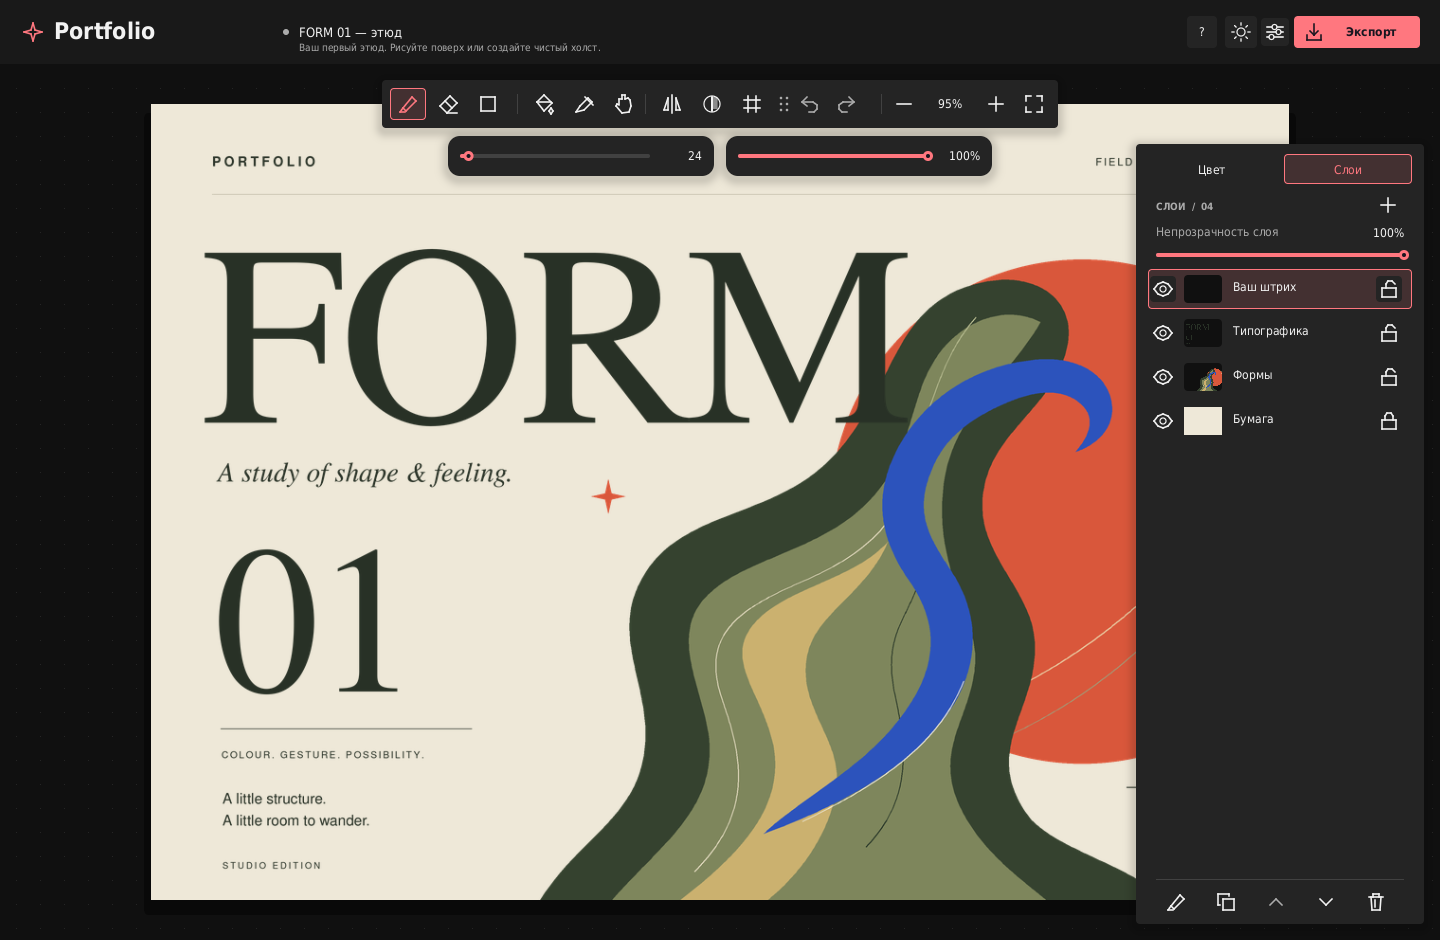 Portfolio
FORM 01 — этюд
Ваш первый этюд. Рисуйте поверх или создайте чистый холст.
?
Экспорт
95%
24
100%
PORTFOLIO
FIELD
FORM
A study of shape & feeling.
01
COLOUR. GESTURE. POSSIBILITY.
A little structure.
A little room to wander.
STUDIO EDITION
Цвет
Слои
СЛОИ / 04
Непрозрачность слоя
100%
Ваш штрих
Типографика
Формы
Бумага